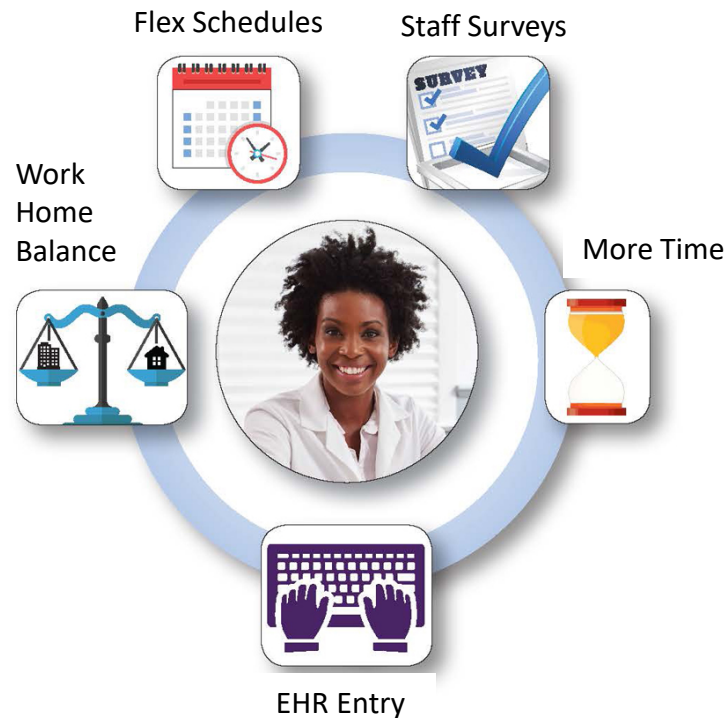 Flex Schedules
Staff Surveys
SURVEY
Work
Home
Balance
More Time
EHR Entry